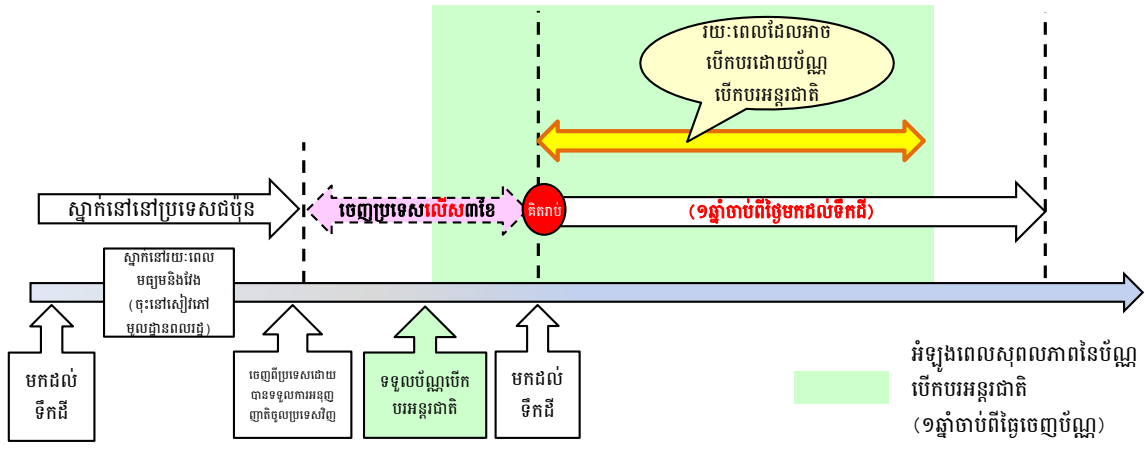 រយៈពេលដែលអាច
បើកបរដោយប័ណ្ណ
បើកបរអន្តរជាតិ
ស្នាក់នៅនៅប្រទេសជប៉ុន
ចេញប្រទេសលើស៣ខែ
គិតរាប់
(១ឆ្នាំចាប់ពីថ្ងៃមកដល់ទឹកដី)
ស្នាក់នៅរយៈពេល
មធ្យមនិងវែង
(ចុះនៅសៀវភៅ
មូលដ្ឋានពលរដ្ឋ)
មកដល់
ទឹកដី
ចេញពីប្រទេសដោយ
បានទទួលការអនុញ្ញ
ញាតិចូលប្រទេសវិញ
ទទួលប័ណ្ណបើក
បរអន្តរជាតិ
មកដល់
ទឹកដី
អំឡុងពេលសុពលភាពនៃប័ណ្ណ
បើកបរអន្តរជាតិ
(១ឆ្នាំចាប់ពីថ្ងៃចេញប័ណ្ណ)